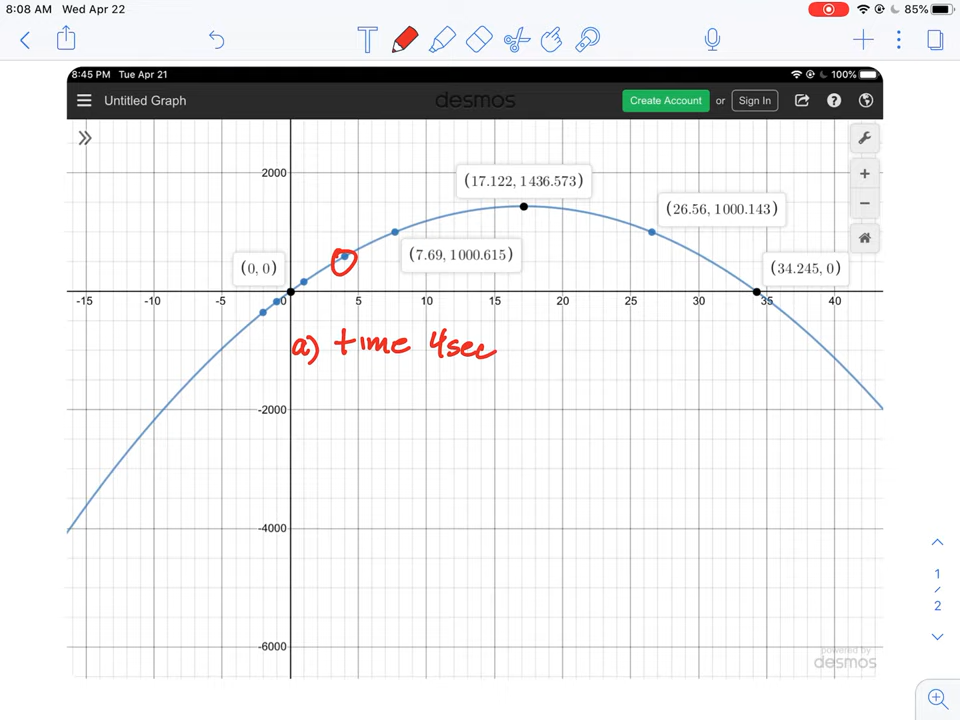 8:08 AM Wed Apr 22
85%
T
8:45 PM Tue Apr 21
100%
Untitled Graph
desmos
Create Account or Sign In
2000
(17.122, 1436.573)
(26.56, 1000.143)
(7.69, 1000.615)
(0, 0)
(34.245, 0)
-15 -10 -5 0 5 10 15 20 25 30 35 40
a) time 4sec
-2000
-4000
-6000
1
/
2
powered by
desmos